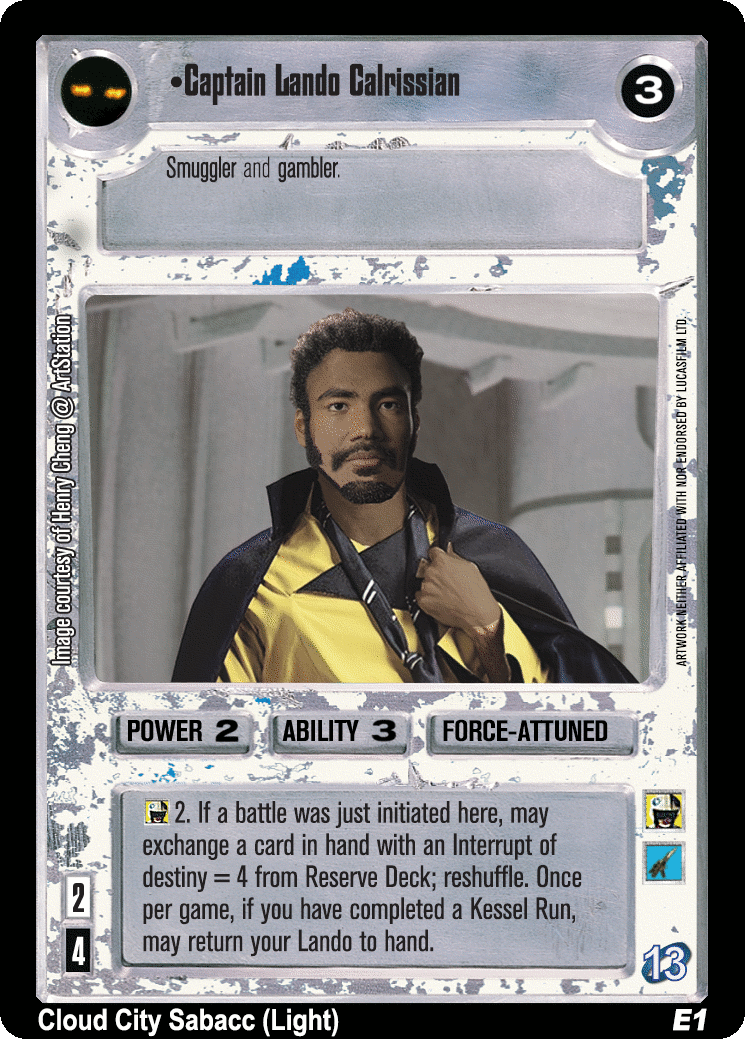 •Captain Lando Calrissian
3
Smuggler and gambler.
Image courtesy of Henry Cheng @ ArtStation
ARTWORK NEITHER AFFILIATED WITH NOR ENDORSED BY LUCASFILM LTD.
POWER 2
ABILITY 3
FORCE-ATTUNED
2. If a battle was just initiated here, may
exchange a card in hand with an Interrupt of
destiny = 4 from Reserve Deck; reshuffle. Once
per game, if you have completed a Kessel Run,
may return your Lando to hand.
2
4
13
Cloud City Sabacc (Light)
E1